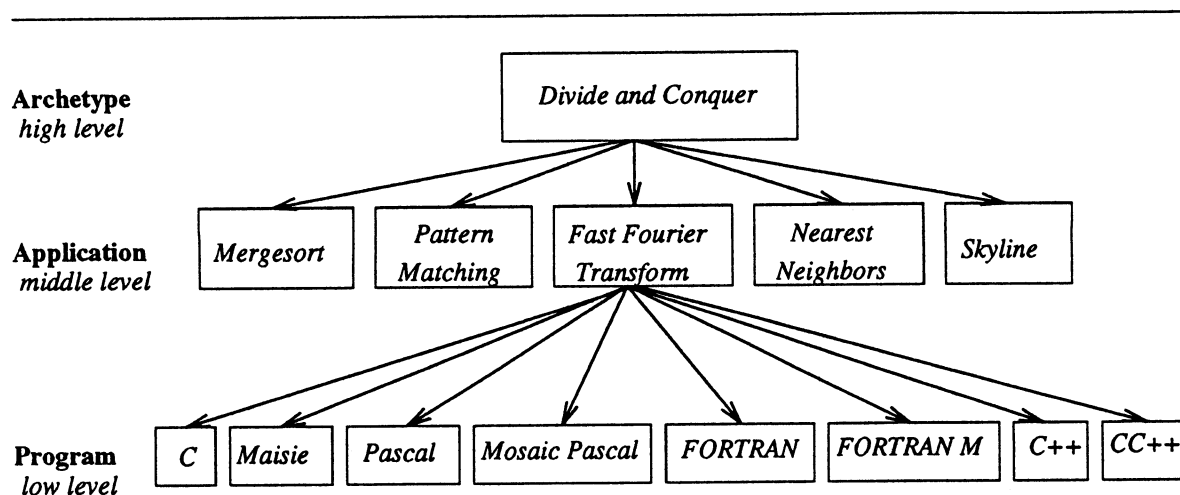 Archetype
high level
Divide and Conquer
Application
middle level
Mergesort
Pattern
Matching
Fast Fourier
Transform
Nearest
Neighbors
Skyline
Program
low level
C
Maisie
Pascal
Mosaic Pascal
FORTRAN
FORTRAN M
C++
CC++